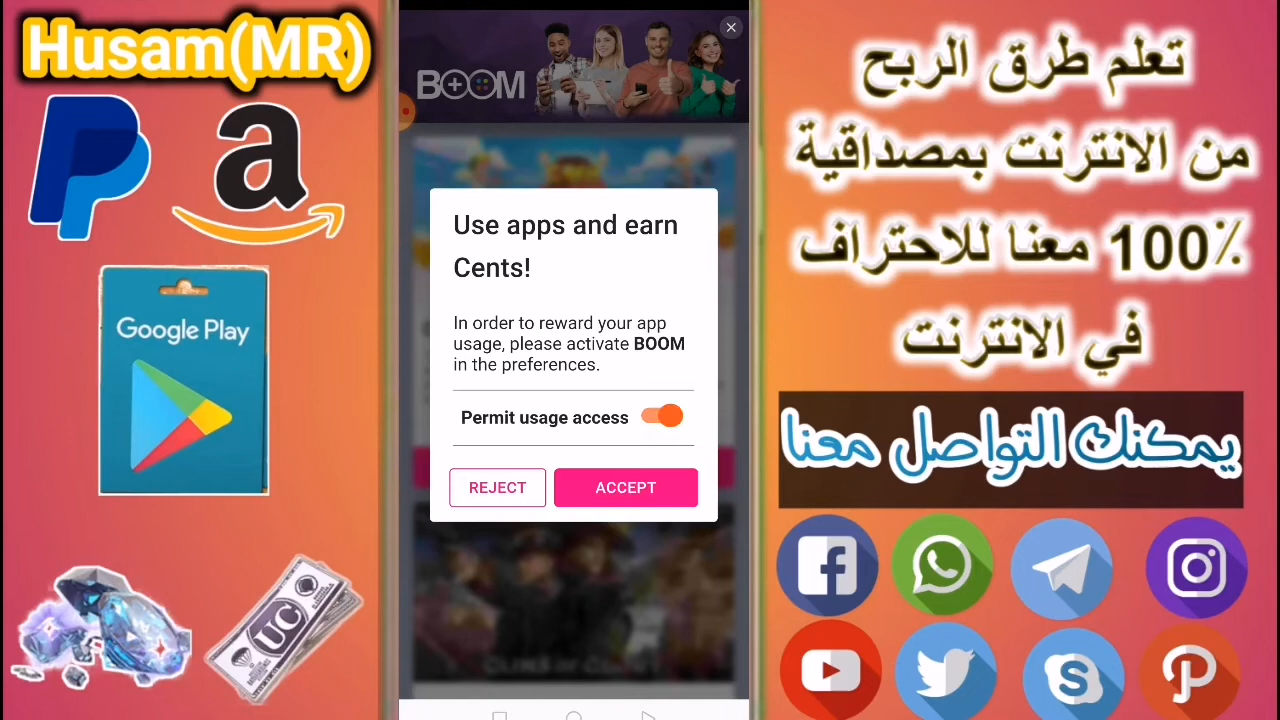 Husam(MR)
Google Play
UC
BOOM
Use apps and earn
Cents!
In order to reward your app
usage, please activate BOOM
in the preferences.
Permit usage access
REJECT
ACCEPT
تعلم طرق الربح
من الانترنت بمصداقية
100٪ معنا للاحتراف
في الانترنت
يمكنك التواصل معنا